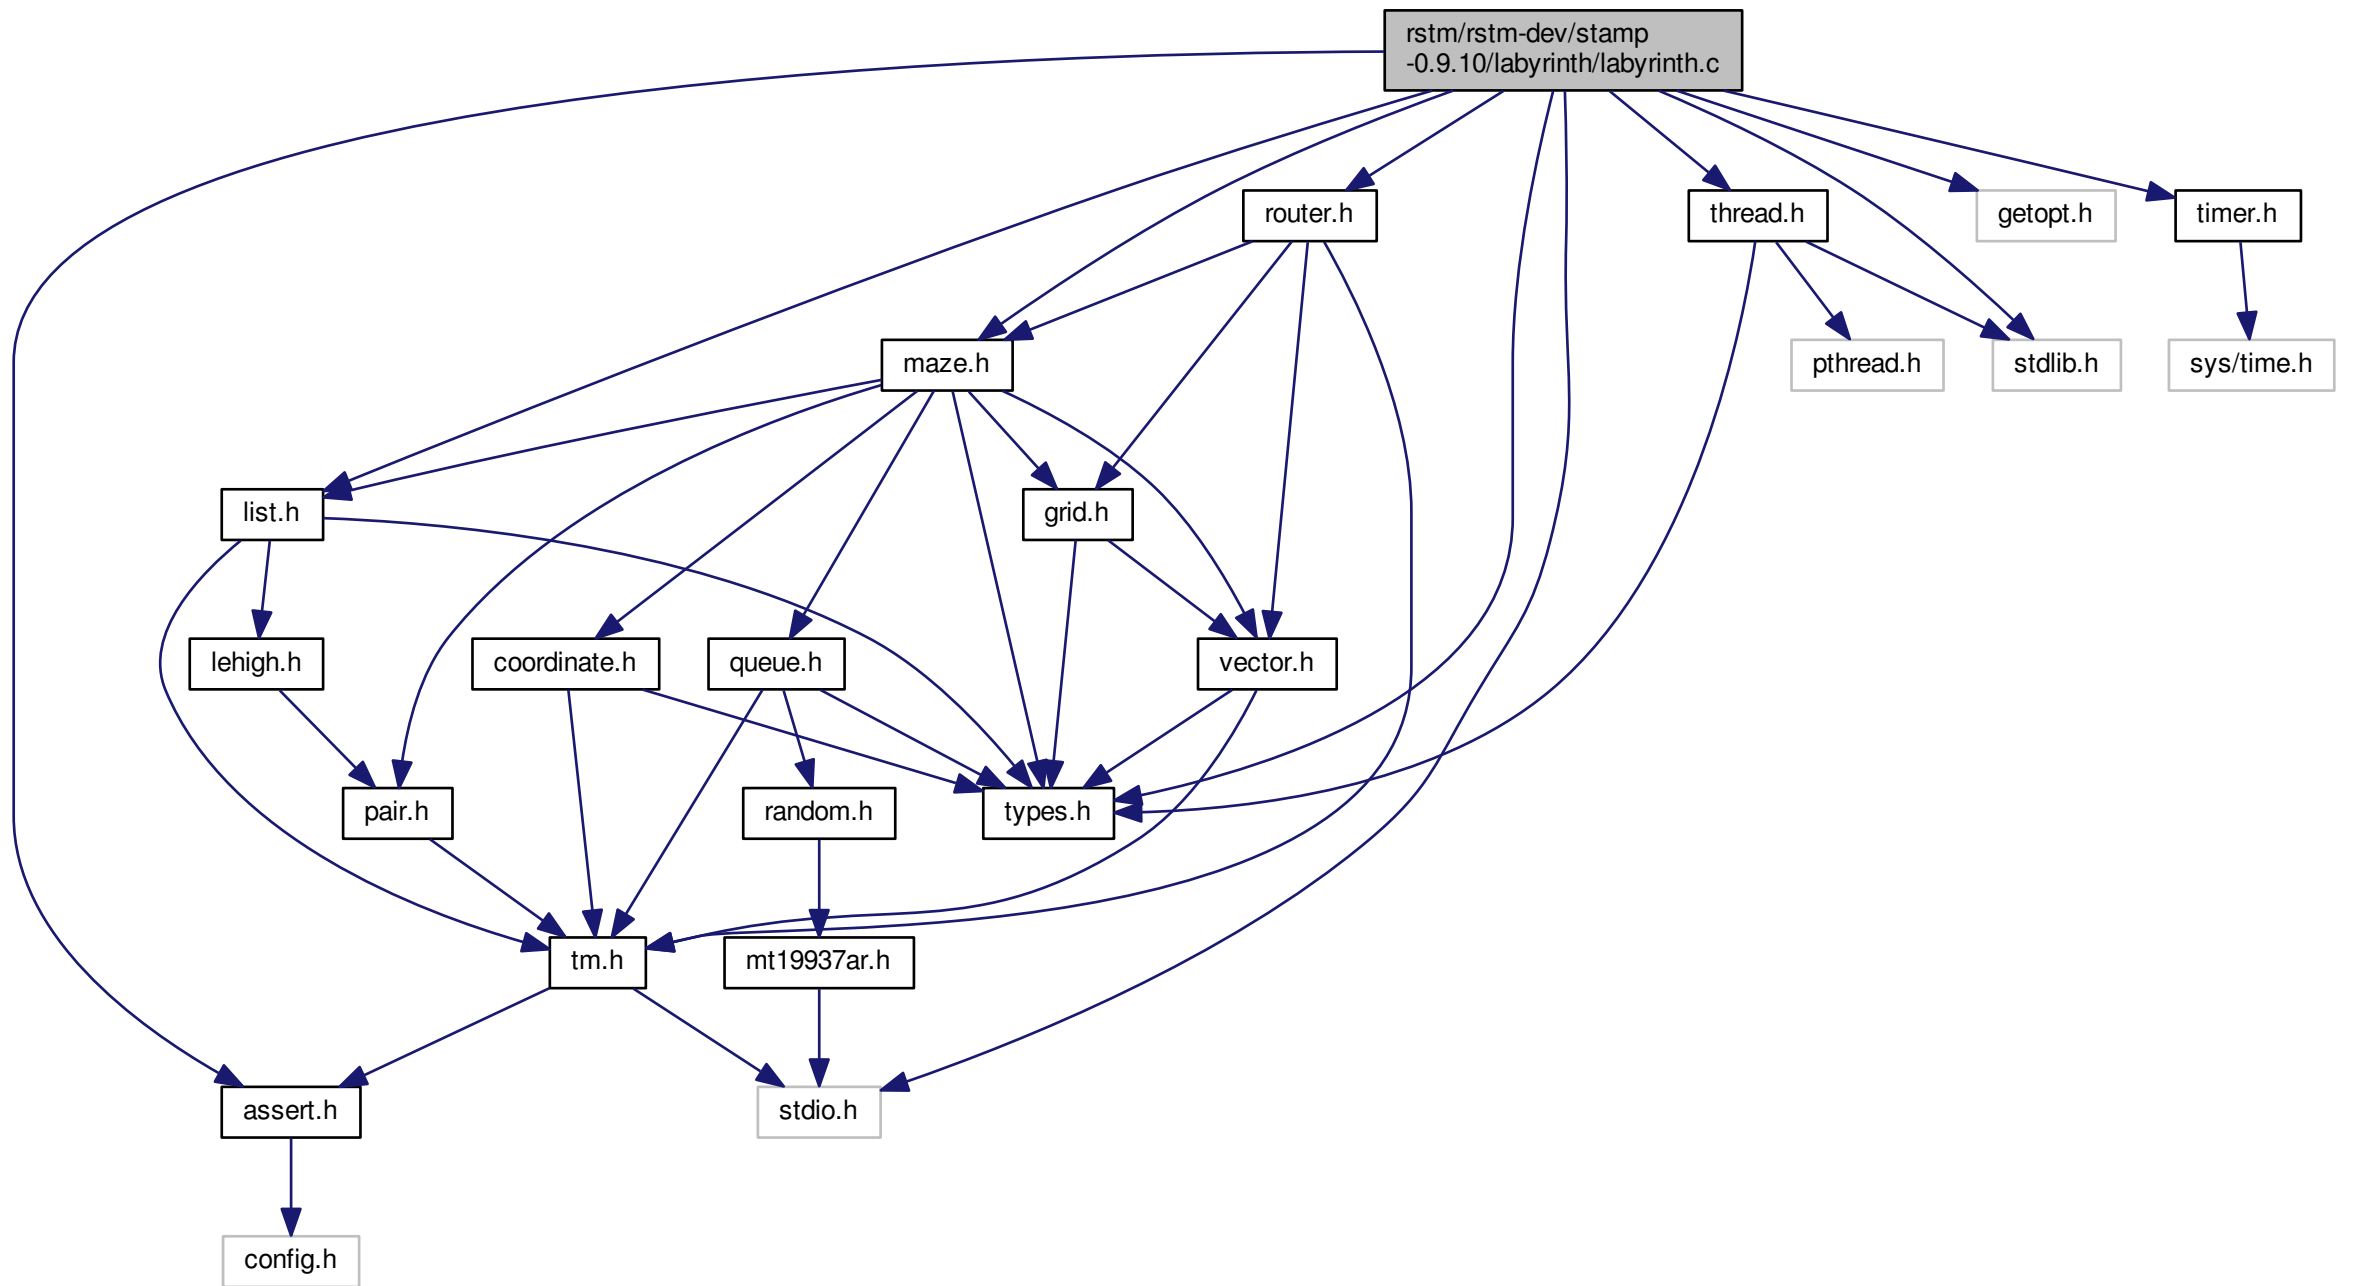 rstm/rstm-dev/stamp
-0.9.10/labyrinth/labyrinth.c
router.h
thread.h
getopt.h
timer.h
maze.h
pthread.h
stdlib.h
sys/time.h
list.h
grid.h
lehigh.h
coordinate.h
queue.h
vector.h
pair.h
random.h
types.h
tm.h
mt19937ar.h
assert.h
stdio.h
config.h